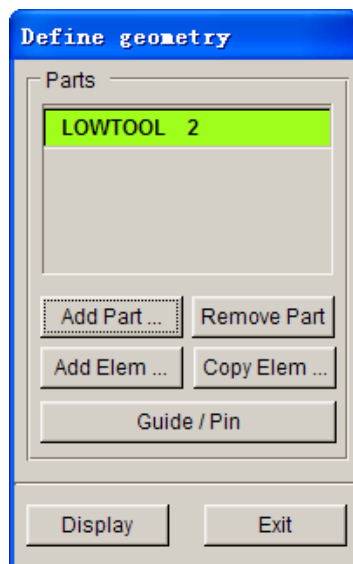 Define geometry
Parts
LOWTOOL 2
Add Part ... Remove Part
Add Elem ... Copy Elem ...
Guide / Pin
Display Exit